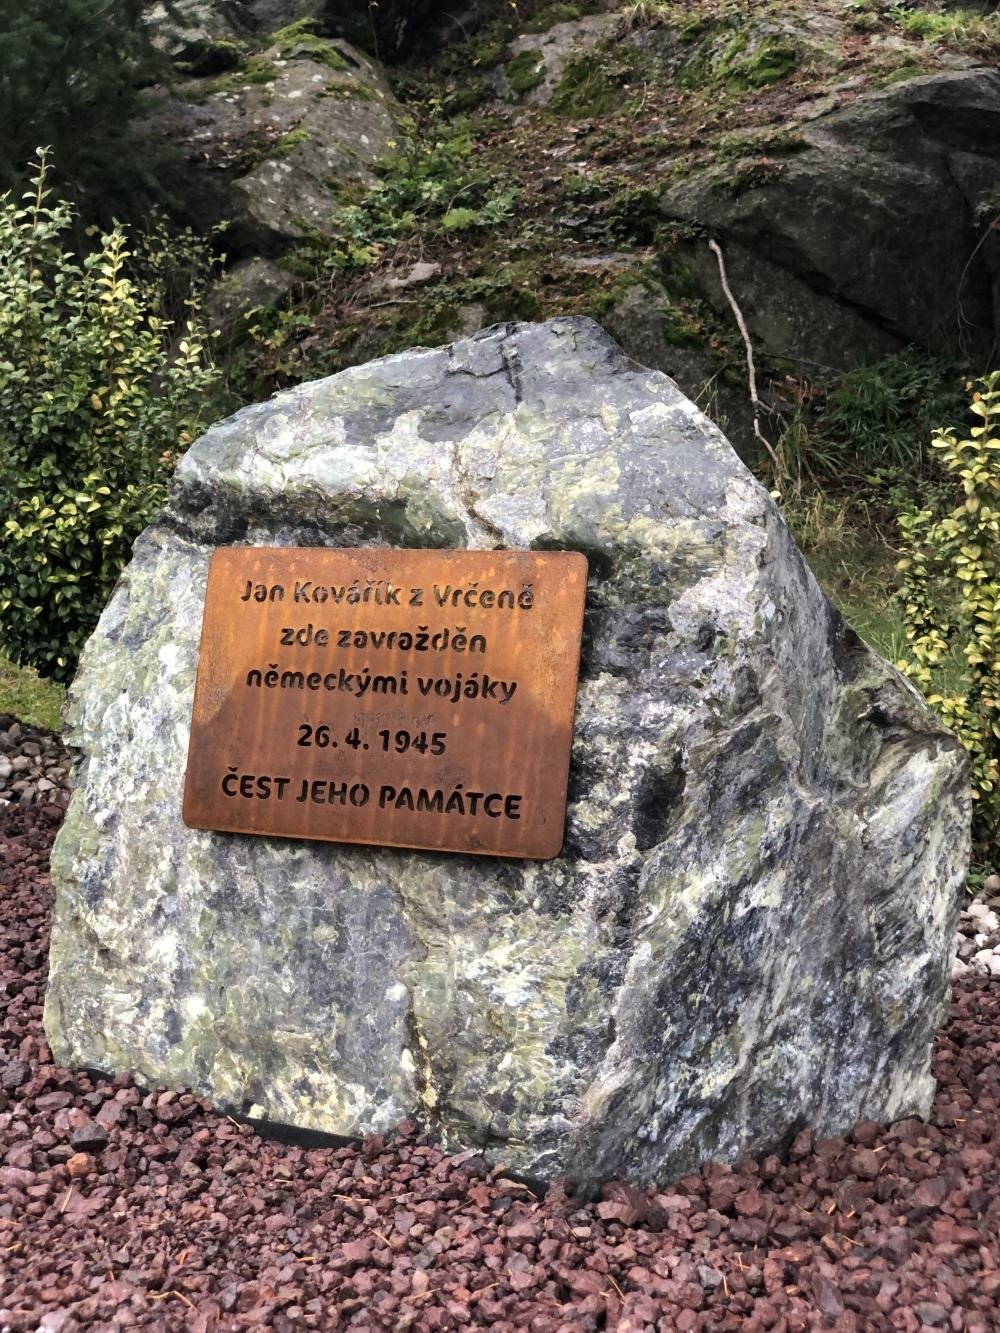 Jan Kovářík z Vrčeně
zde zavražděn
německými vojáky
26. 4. 1945
ČEST JEHO PAMÁTCE